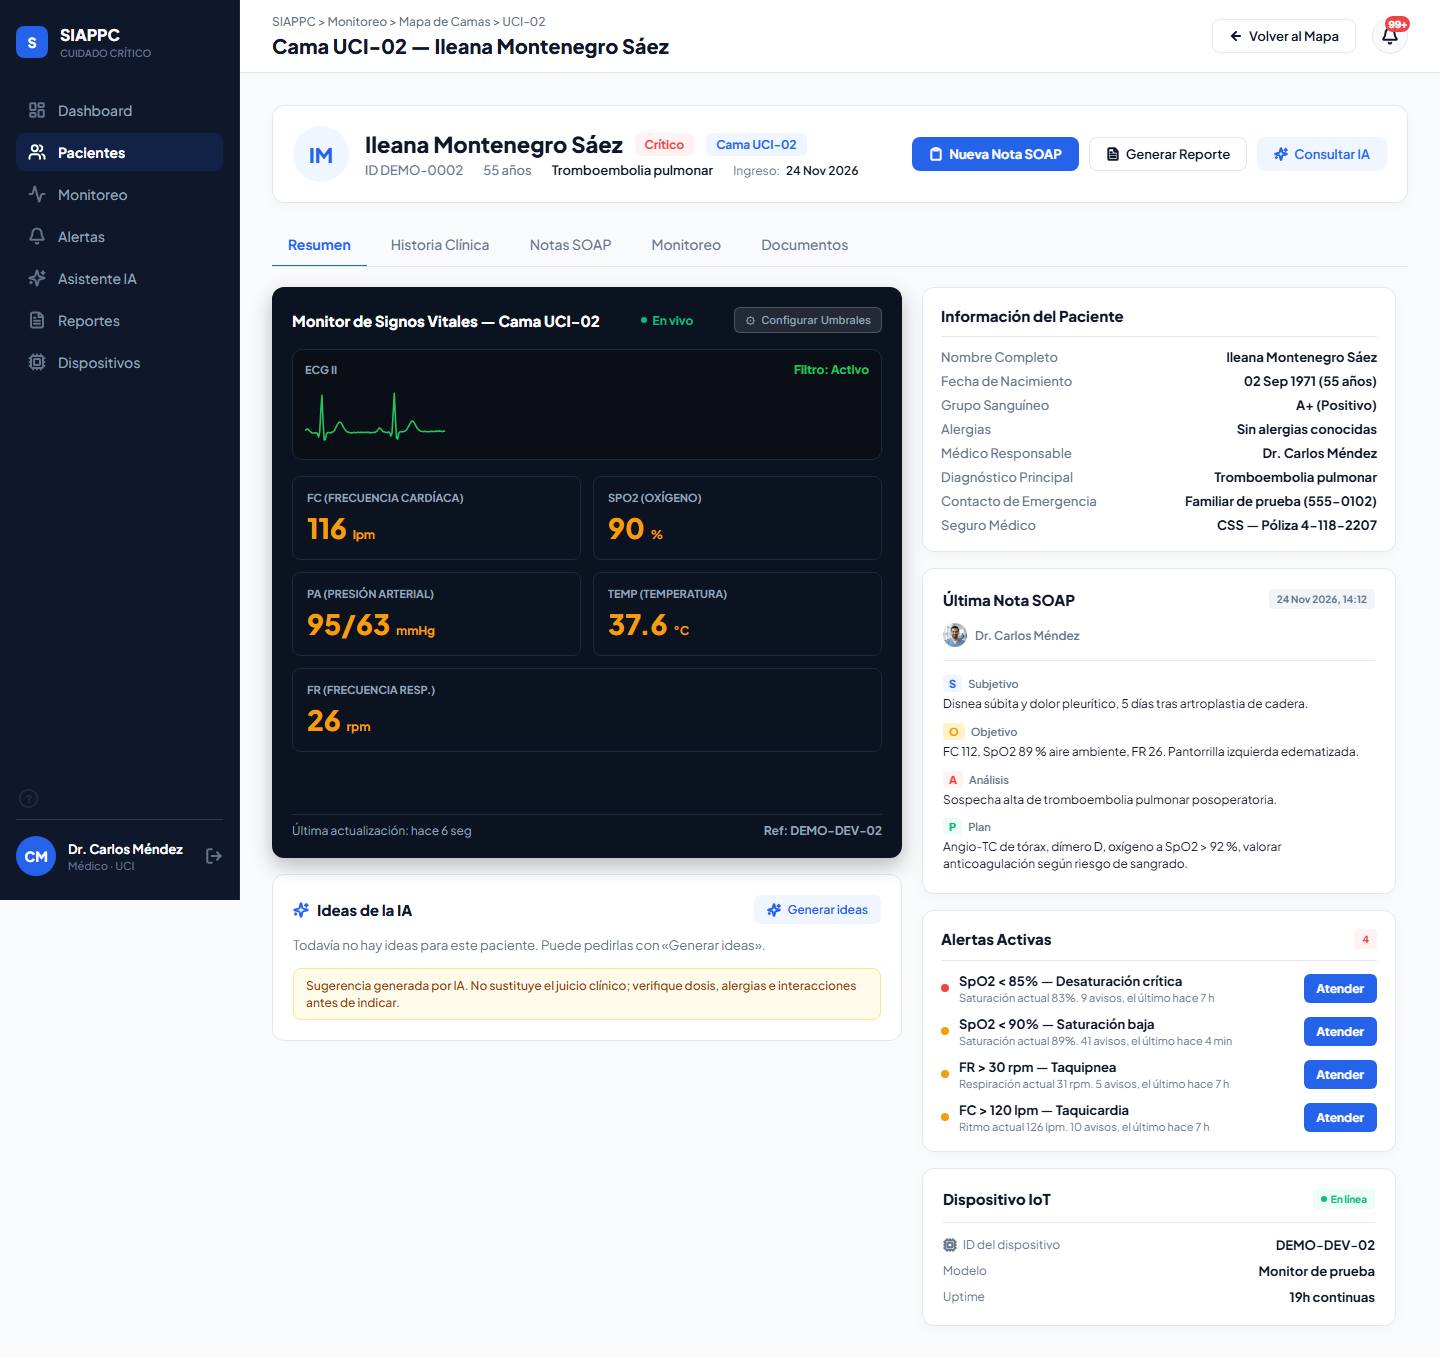 S
SIAPPC
CUIDADO CRÍTICO
Dashboard
Pacientes
Monitoreo
Alertas
Asistente IA
Reportes
Dispositivos
?
CM
Dr. Carlos Méndez
Médico · UCI
SIAPPC > Monitoreo > Mapa de Camas > UCI-02
Cama UCI-02 — Ileana Montenegro Sáez
Volver al Mapa
99+
IM
Ileana Montenegro Sáez Crítico Cama UCI-02
ID DEMO-0002 55 años Tromboembolia pulmonar Ingreso: 24 Nov 2026
Nueva Nota SOAP
Generar Reporte
Consultar IA
Resumen Historia Clínica Notas SOAP Monitoreo Documentos
Monitor de Signos Vitales — Cama UCI-02
En vivo
Configurar Umbrales
ECG II
Filtro: Activo
FC (FRECUENCIA CARDÍACA)
116 lpm
SPO2 (OXÍGENO)
90 %
PA (PRESIÓN ARTERIAL)
95/63 mmHg
TEMP (TEMPERATURA)
37.6 °C
FR (FRECUENCIA RESP.)
26 rpm
Última actualización: hace 6 seg
Ref: DEMO-DEV-02
Ideas de la IA
Generar ideas
Todavía no hay ideas para este paciente. Puede pedirlas con «Generar ideas».
Sugerencia generada por IA. No sustituye el juicio clínico; verifique dosis, alergias e interacciones
antes de indicar.
Información del Paciente
Nombre Completo Ileana Montenegro Sáez
Fecha de Nacimiento 02 Sep 1971 (55 años)
Grupo Sanguíneo A+ (Positivo)
Alergias Sin alergias conocidas
Médico Responsable Dr. Carlos Méndez
Diagnóstico Principal Tromboembolia pulmonar
Contacto de Emergencia Familiar de prueba (555-0102)
Seguro Médico CSS — Póliza 4-118-2207
Última Nota SOAP 24 Nov 2026, 14:12
Dr. Carlos Méndez
S Subjetivo
Disnea súbita y dolor pleurítico, 5 días tras artroplastia de cadera.
O Objetivo
FC 112, SpO2 89 % aire ambiente, FR 26. Pantorrilla izquierda edematizada.
A Análisis
Sospecha alta de tromboembolia pulmonar posoperatoria.
P Plan
Angio-TC de tórax, dímero D, oxígeno a SpO2 > 92 %, valorar
anticoagulación según riesgo de sangrado.
Alertas Activas 4
SpO2 < 85% — Desaturación crítica
Saturación actual 83%. 9 avisos, el último hace 7 h
Atender
SpO2 < 90% — Saturación baja
Saturación actual 89%. 41 avisos, el último hace 4 min
Atender
FR > 30 rpm — Taquipnea
Respiración actual 31 rpm. 5 avisos, el último hace 7 h
Atender
FC > 120 lpm — Taquicardia
Ritmo actual 126 lpm. 10 avisos, el último hace 7 h
Atender
Dispositivo IoT En línea
ID del dispositivo DEMO-DEV-02
Modelo Monitor de prueba
Uptime 19h continuas